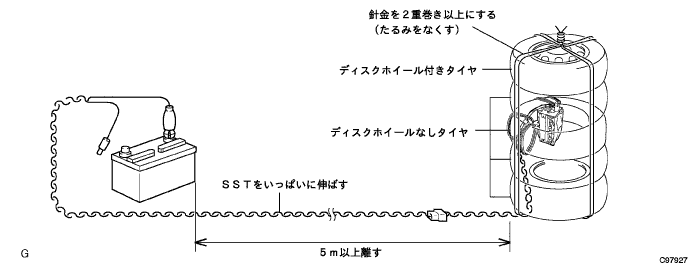 針金を２重巻き以上にする
（たるみをなくす）
ディスクホイール付きタイヤ
ディスクホイールなしタイヤ
ＳＳＴをいっぱいに伸ばす
５ｍ以上離す
G
C97927